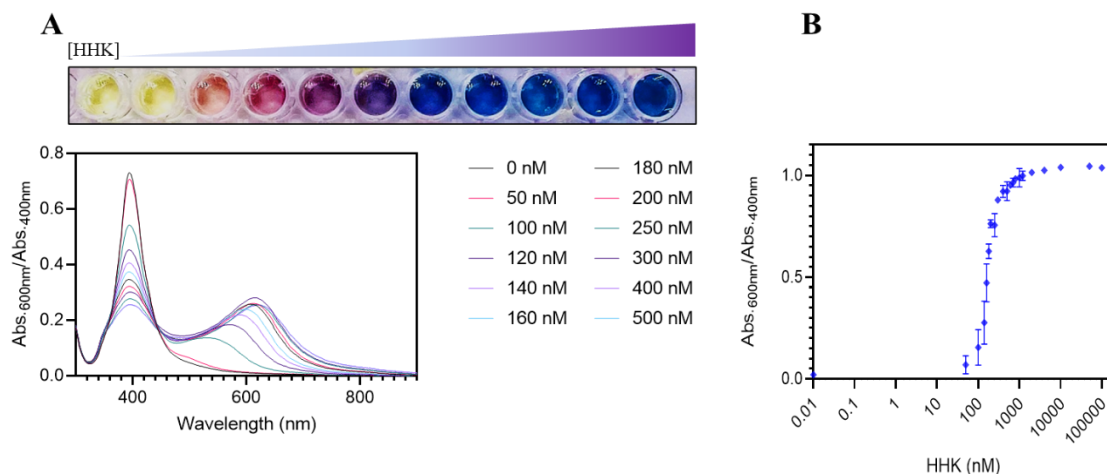 A
[HHK]
0.8
0.6
0.4
0.2
0.0
400 600 800
Wavelength (nm)
Abs.600nm/Abs.400nm
0 nM 180 nM
50 nM 200 nM
100 nM 250 nM
120 nM 300 nM
140 nM 400 nM
160 nM 500 nM
B
1.0
0.5
0.0
0.01 0.1 1 10 100 1000 10000 100000
HHK (nM)
Abs.600nm/Abs.400nm